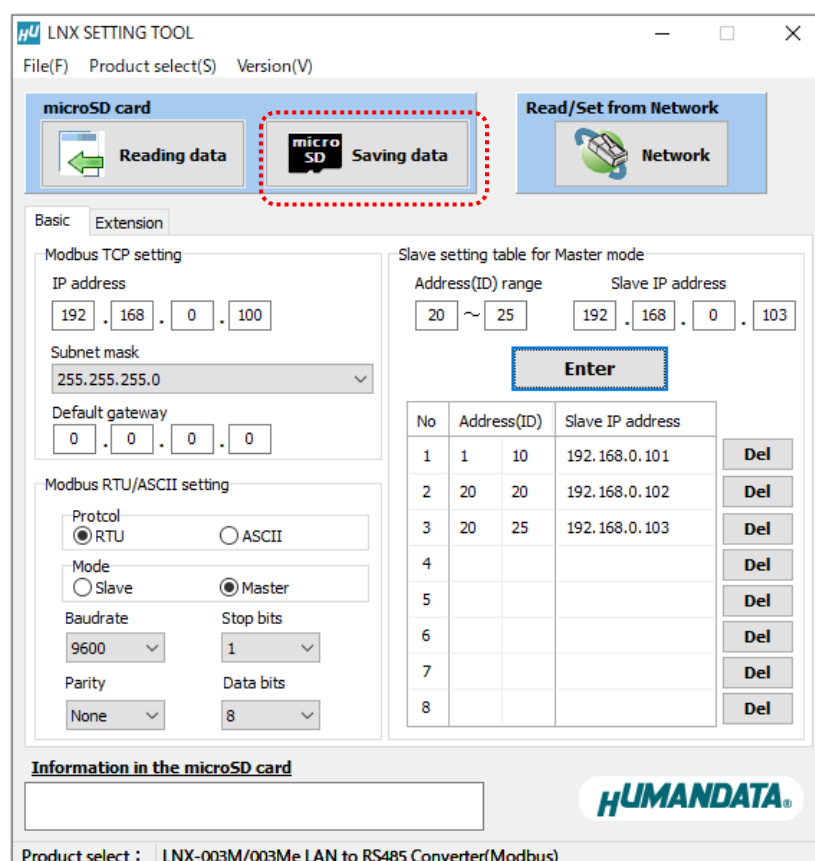 HU LNX SETTING TOOL
File(F) Product select(S) Version(V)
microSD card
Reading data
micro
SD
Saving data
Read/Set from Network
Network
Basic Extension
Modbus TCP setting
IP address
192 . 168 . 0 . 100
Subnet mask
255.255.255.0
Default gateway
0 . 0 . 0 . 0
Modbus RTU/ASCII setting
Protcol
RTU ASCII
Mode
Slave Master
Baudrate Stop bits
9600 1
Parity Data bits
None 8
Slave setting table for Master mode
Address(ID) range Slave IP address
20 ~ 25 192 . 168 . 0 . 103
Enter
No Address(ID) Slave IP address
1 1 10 192.168.0.101 Del
2 20 20 192.168.0.102 Del
3 20 25 192.168.0.103 Del
4 Del
5 Del
6 Del
7 Del
8 Del
Information in the microSD card
HUMANDATA®
Product select : LNX-003M/003Me LAN to RS485 Converter(Modbus)